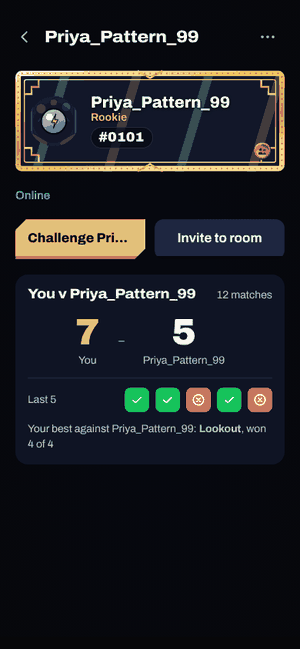 Priya_Pattern_99
Priya_Pattern_99
Rookie
#0101
Online
Challenge Pri...
Invite to room
You v Priya_Pattern_99
12 matches
7 – 5
You
Priya_Pattern_99
Last 5
Your best against Priya_Pattern_99: Lookout, won
4 of 4